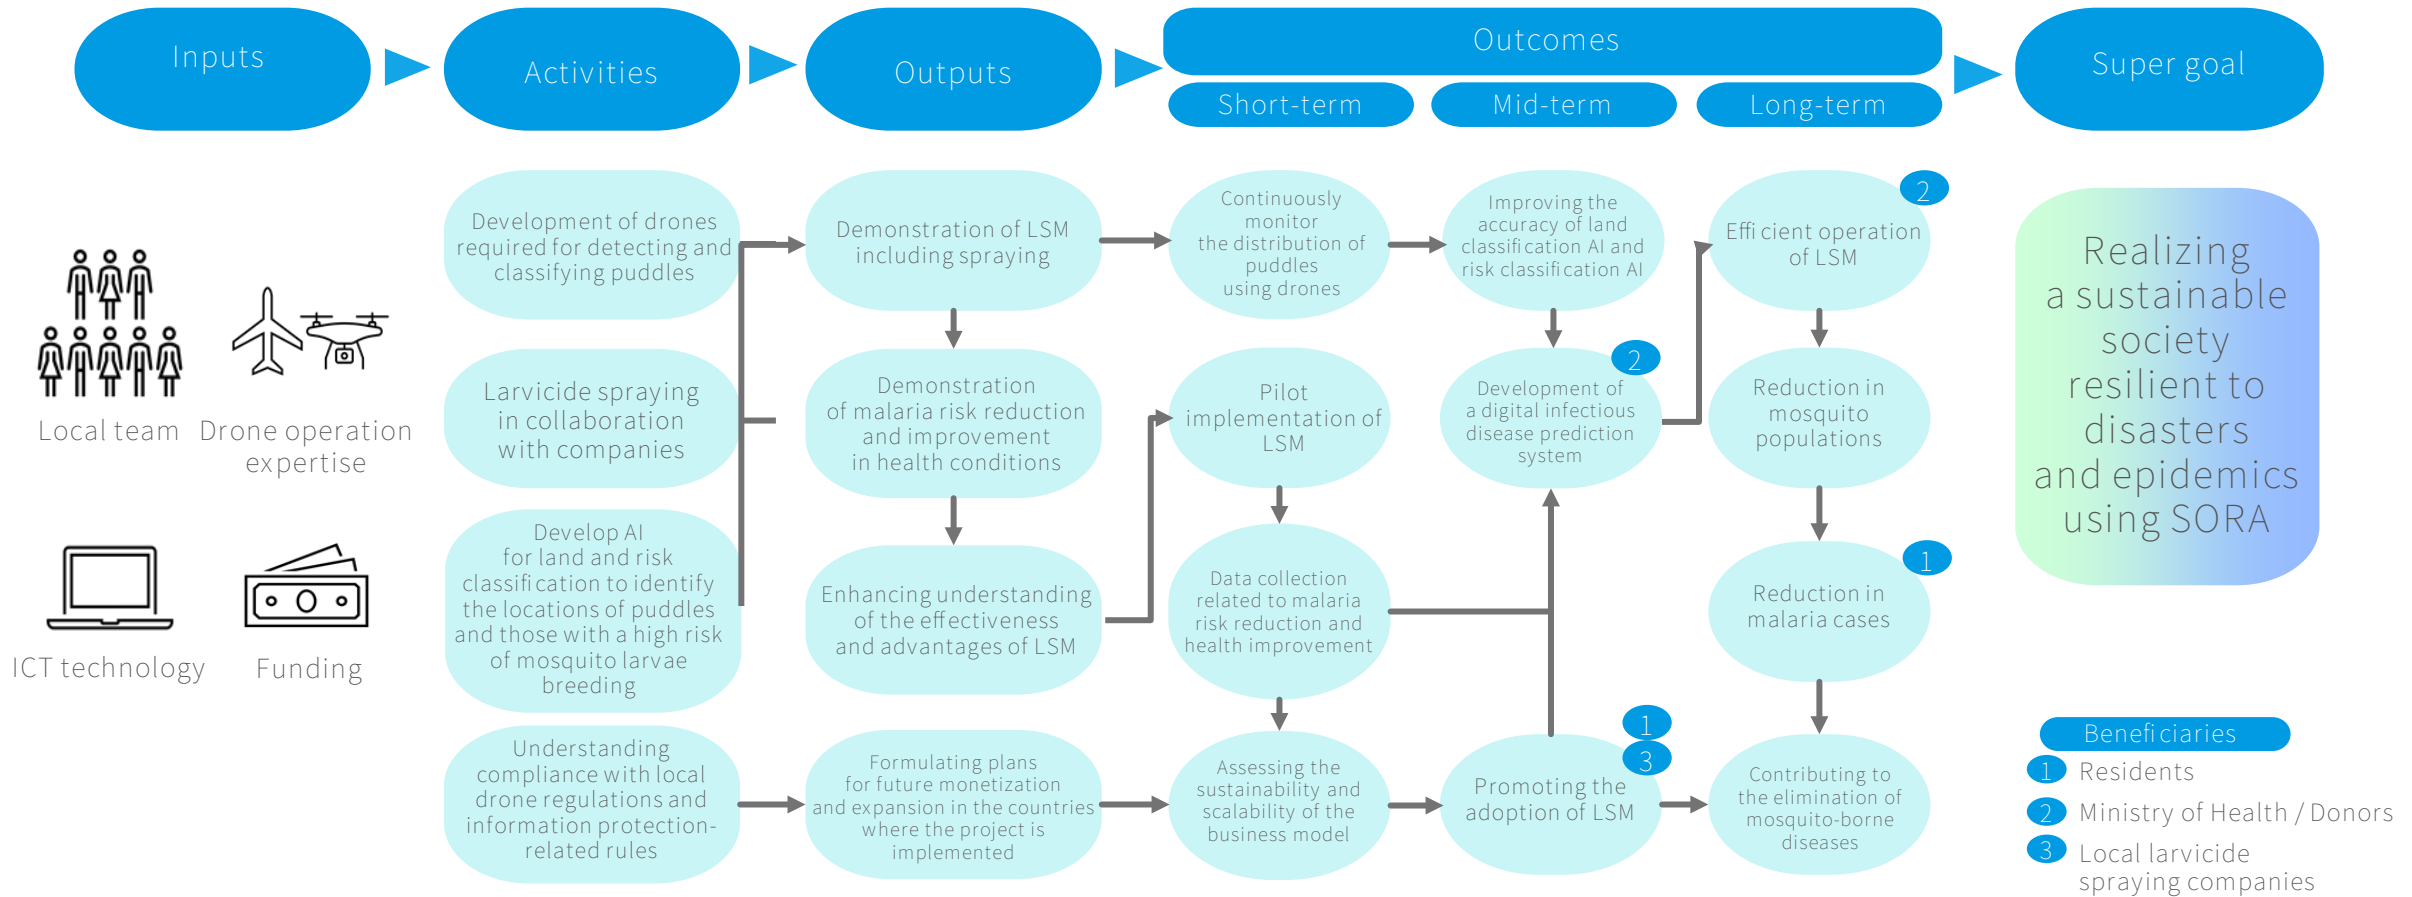 Inputs
Activities
Outputs
Outcomes
Short-term
Mid-term
Long-term
Super goal
Local team
Drone operation
expertise
ICT technology
Funding
Development of drones
required for detecting and
classifying puddles
Larvicide spraying
in collaboration
with companies
Develop AI
for land and risk
classification to identify
the locations of puddles
and those with a high risk
of mosquito larvae
breeding
Understanding
compliance with local
drone regulations and
information protection-
related rules
Demonstration of LSM
including spraying
Demonstration
of malaria risk reduction
and improvement
in health conditions
Enhancing understanding
of the effectiveness
and advantages of LSM
Formulating plans
for future monetization
and expansion in the countries
where the project is
implemented
Continuously
monitor
the distribution of
puddles
using drones
Pilot
implementation of
LSM
Data collection
related to malaria
risk reduction and
health improvement
Assessing the
sustainability and
scalability of the
business model
Improving the
accuracy of land
classification AI and
risk classification AI
2
Development of
a digital infectious
disease prediction
system
1
3
Promoting the
adoption of LSM
2
Efficient operation
of LSM
Reduction in
mosquito
populations
1
Reduction in
malaria cases
Contributing to
the elimination of
mosquito-borne
diseases
Realizing
a sustainable
society
resilient to
disasters
and epidemics
using SORA
Beneficiaries
1 Residents
2 Ministry of Health / Donors
3 Local larvicide
spraying companies